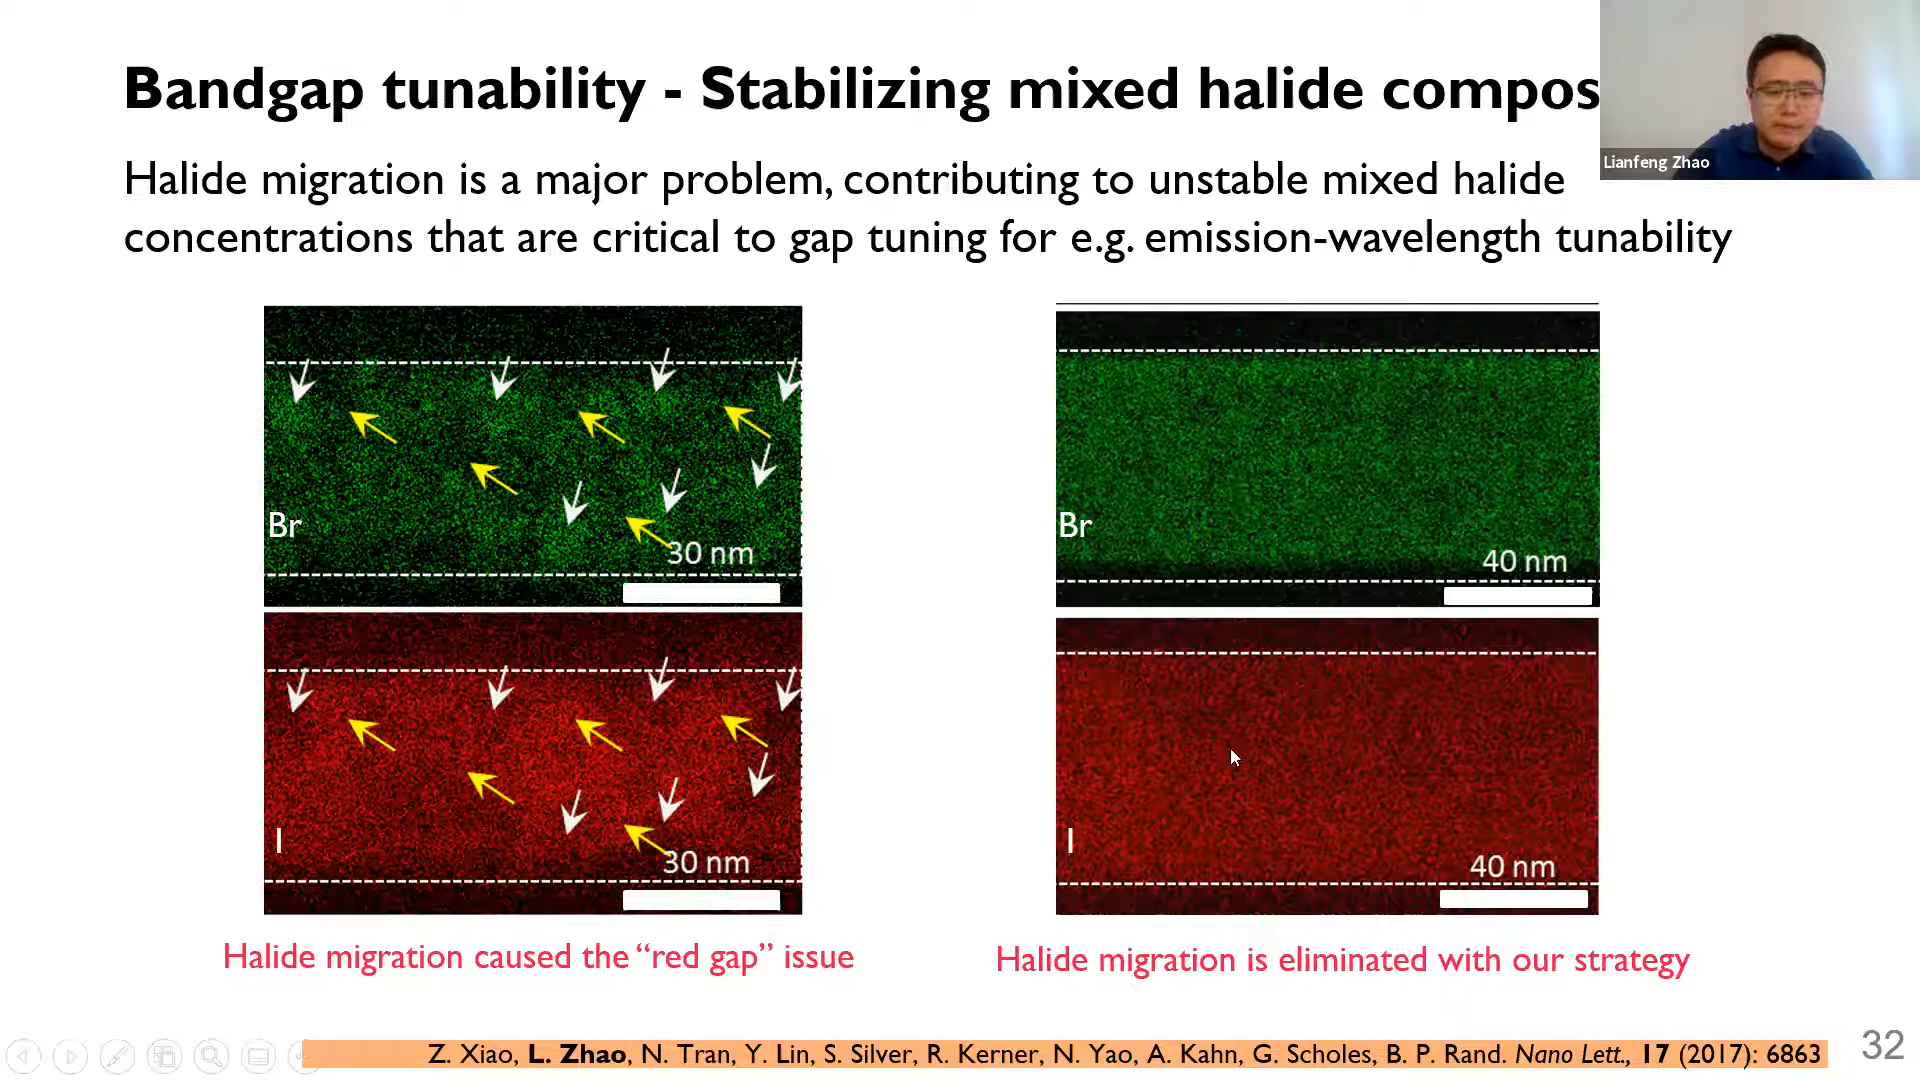 Bandgap tunability - Stabilizing mixed halide compos
Lianfeng Zhao
Halide migration is a major problem, contributing to unstable mixed halide
concentrations that are critical to gap tuning for e.g. emission-wavelength tunability
Br
30 nm
I
30 nm
Halide migration caused the “red gap” issue
Br
40 nm
I
40 nm
Halide migration is eliminated with our strategy
Z. Xiao, L. Zhao, N. Tran, Y. Lin, S. Silver, R. Kerner, N. Yao, A. Kahn, G. Scholes, B. P. Rand. Nano Lett., 17 (2017): 6863
32